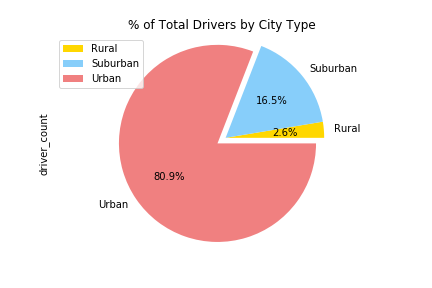 % of Total Drivers by City Type
Rural
Suburban
Urban
Suburban
16.5%
2.6%
Rural
driver_count
80.9%
Urban